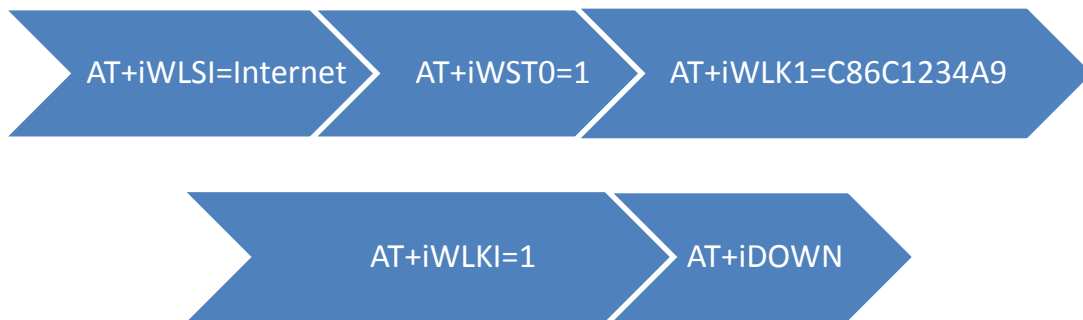 AT+iWLSI=Internet AT+iWST0=1 AT+iWLK1=C86C1234A9
AT+iWLKI=1 AT+iDOWN